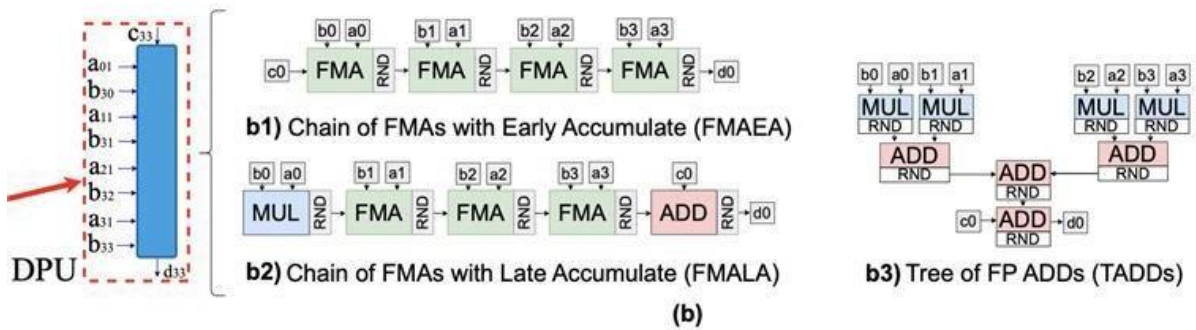 c33
a01
b30
a11
b31
a21
b32
a31
b33
d33
DPU
b0 a0 b1 a1 b2 a2 b3 a3
c0 FMA RND FMA RND FMA RND FMA RND d0
b1) Chain of FMAs with Early Accumulate (FMAEA)
b0 a0 b1 a1 b2 a2 b3 a3 c0
MUL RND FMA RND FMA RND FMA RND ADD RND d0
b2) Chain of FMAs with Late Accumulate (FMALA)
b0 a0 b1 a1 b2 a2 b3 a3
MUL MUL MUL MUL
RND RND RND RND
ADD ADD
RND RND
ADD
RND
c0 ADD d0
RND
b3) Tree of FP ADDs (TADDs)
(b)